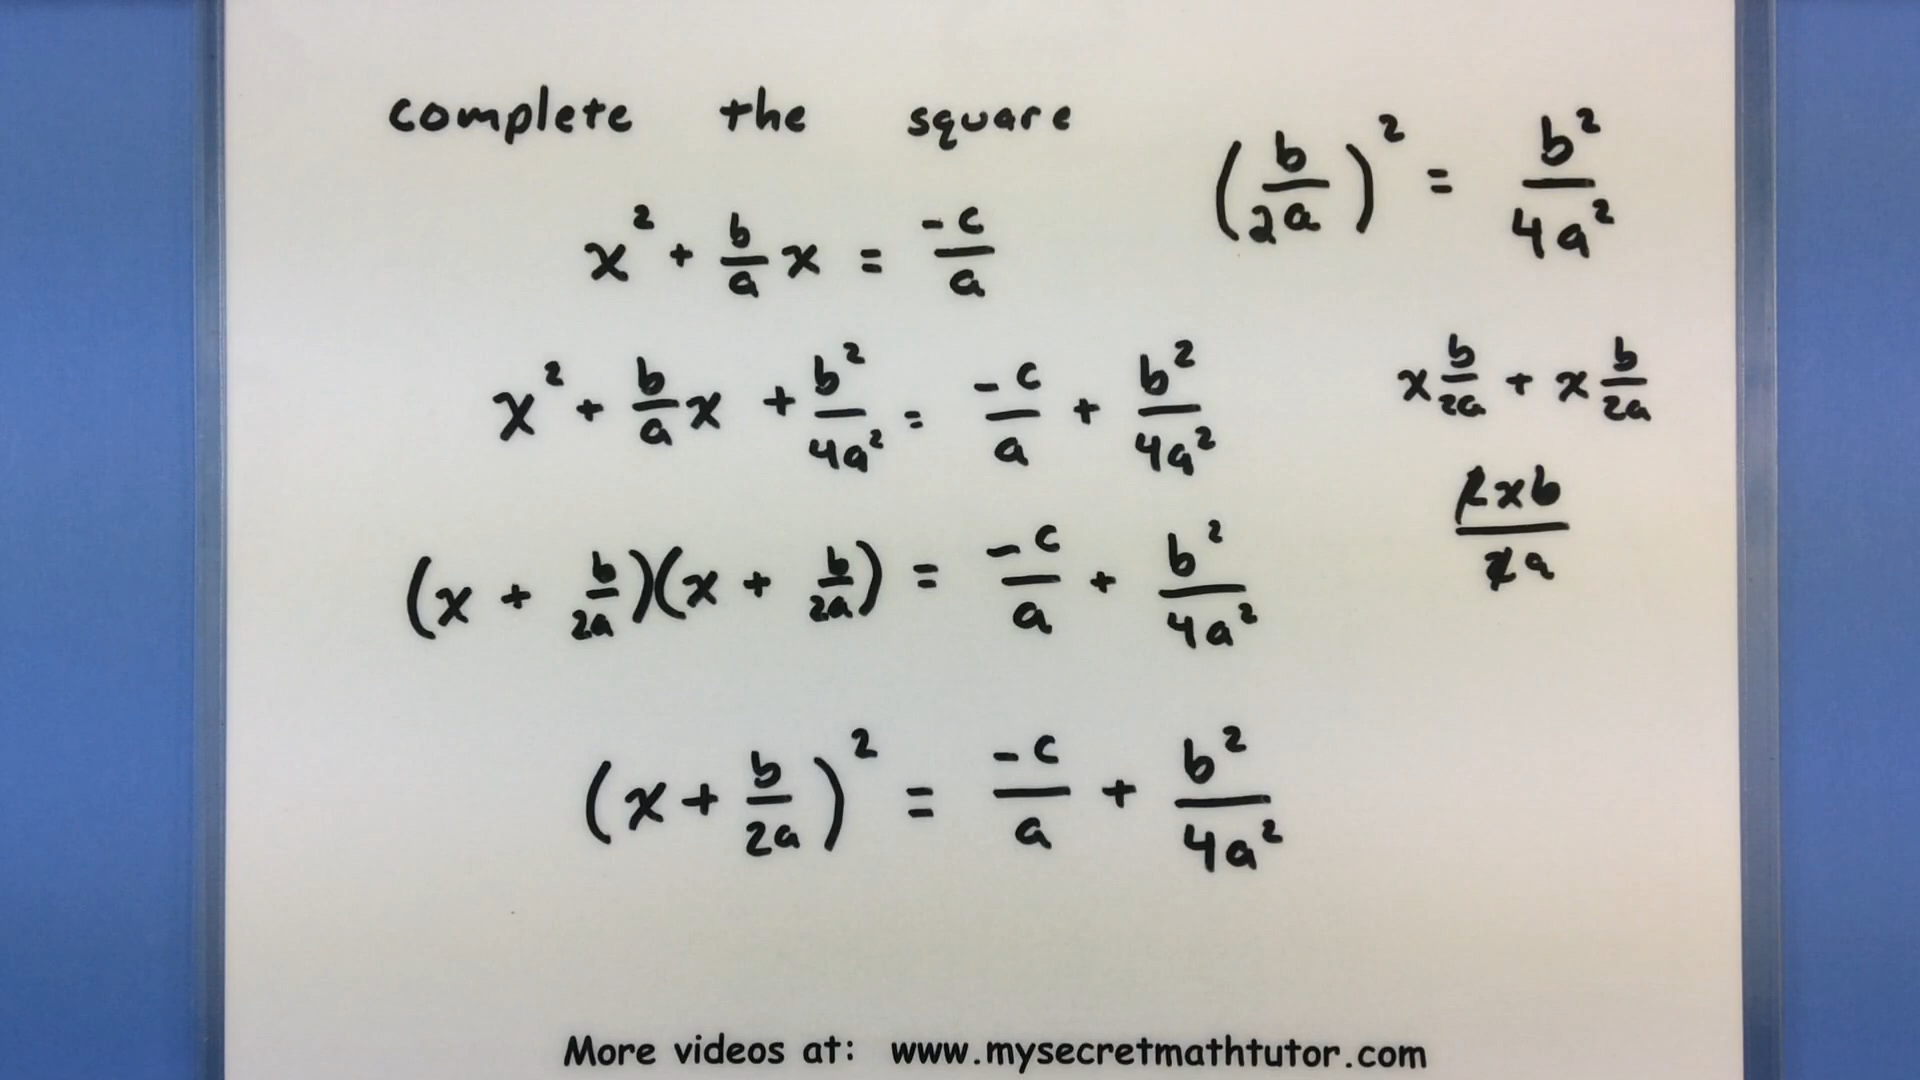 complete the square
x² + b/a x = -c/a
x² + b/a x + b²/4a² = -c/a + b²/4a²
(x + b/2a)(x + b/2a) = -c/a + b²/4a²
(x + b/2a)² = -c/a + b²/4a²
(b/2a)² = b²/4a²
x b/2a + x b/2a
2xb/2a
More videos at: www.mysecretmathtutor.com